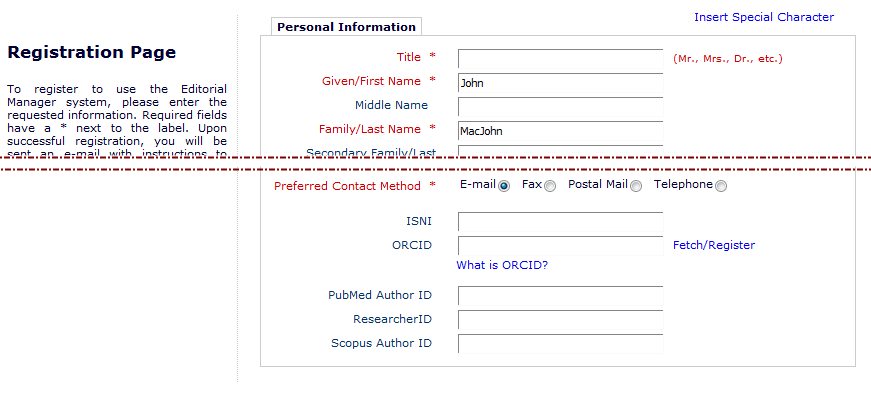 Insert Special Character
Registration Page
To register to use the Editorial
Manager system, please enter the
requested information. Required fields
have a * next to the label. Upon
successful registration, you will be
sent an e-mail with instructions to
Personal Information
Title * (Mr., Mrs., Dr., etc.)
Given/First Name * John
Middle Name
Family/Last Name * MacJohn
Secondary Family/Last
Preferred Contact Method * E-mail Fax Postal Mail Telephone
ISNI
ORCID Fetch/Register
What is ORCID?
PubMed Author ID
ResearcherID
Scopus Author ID